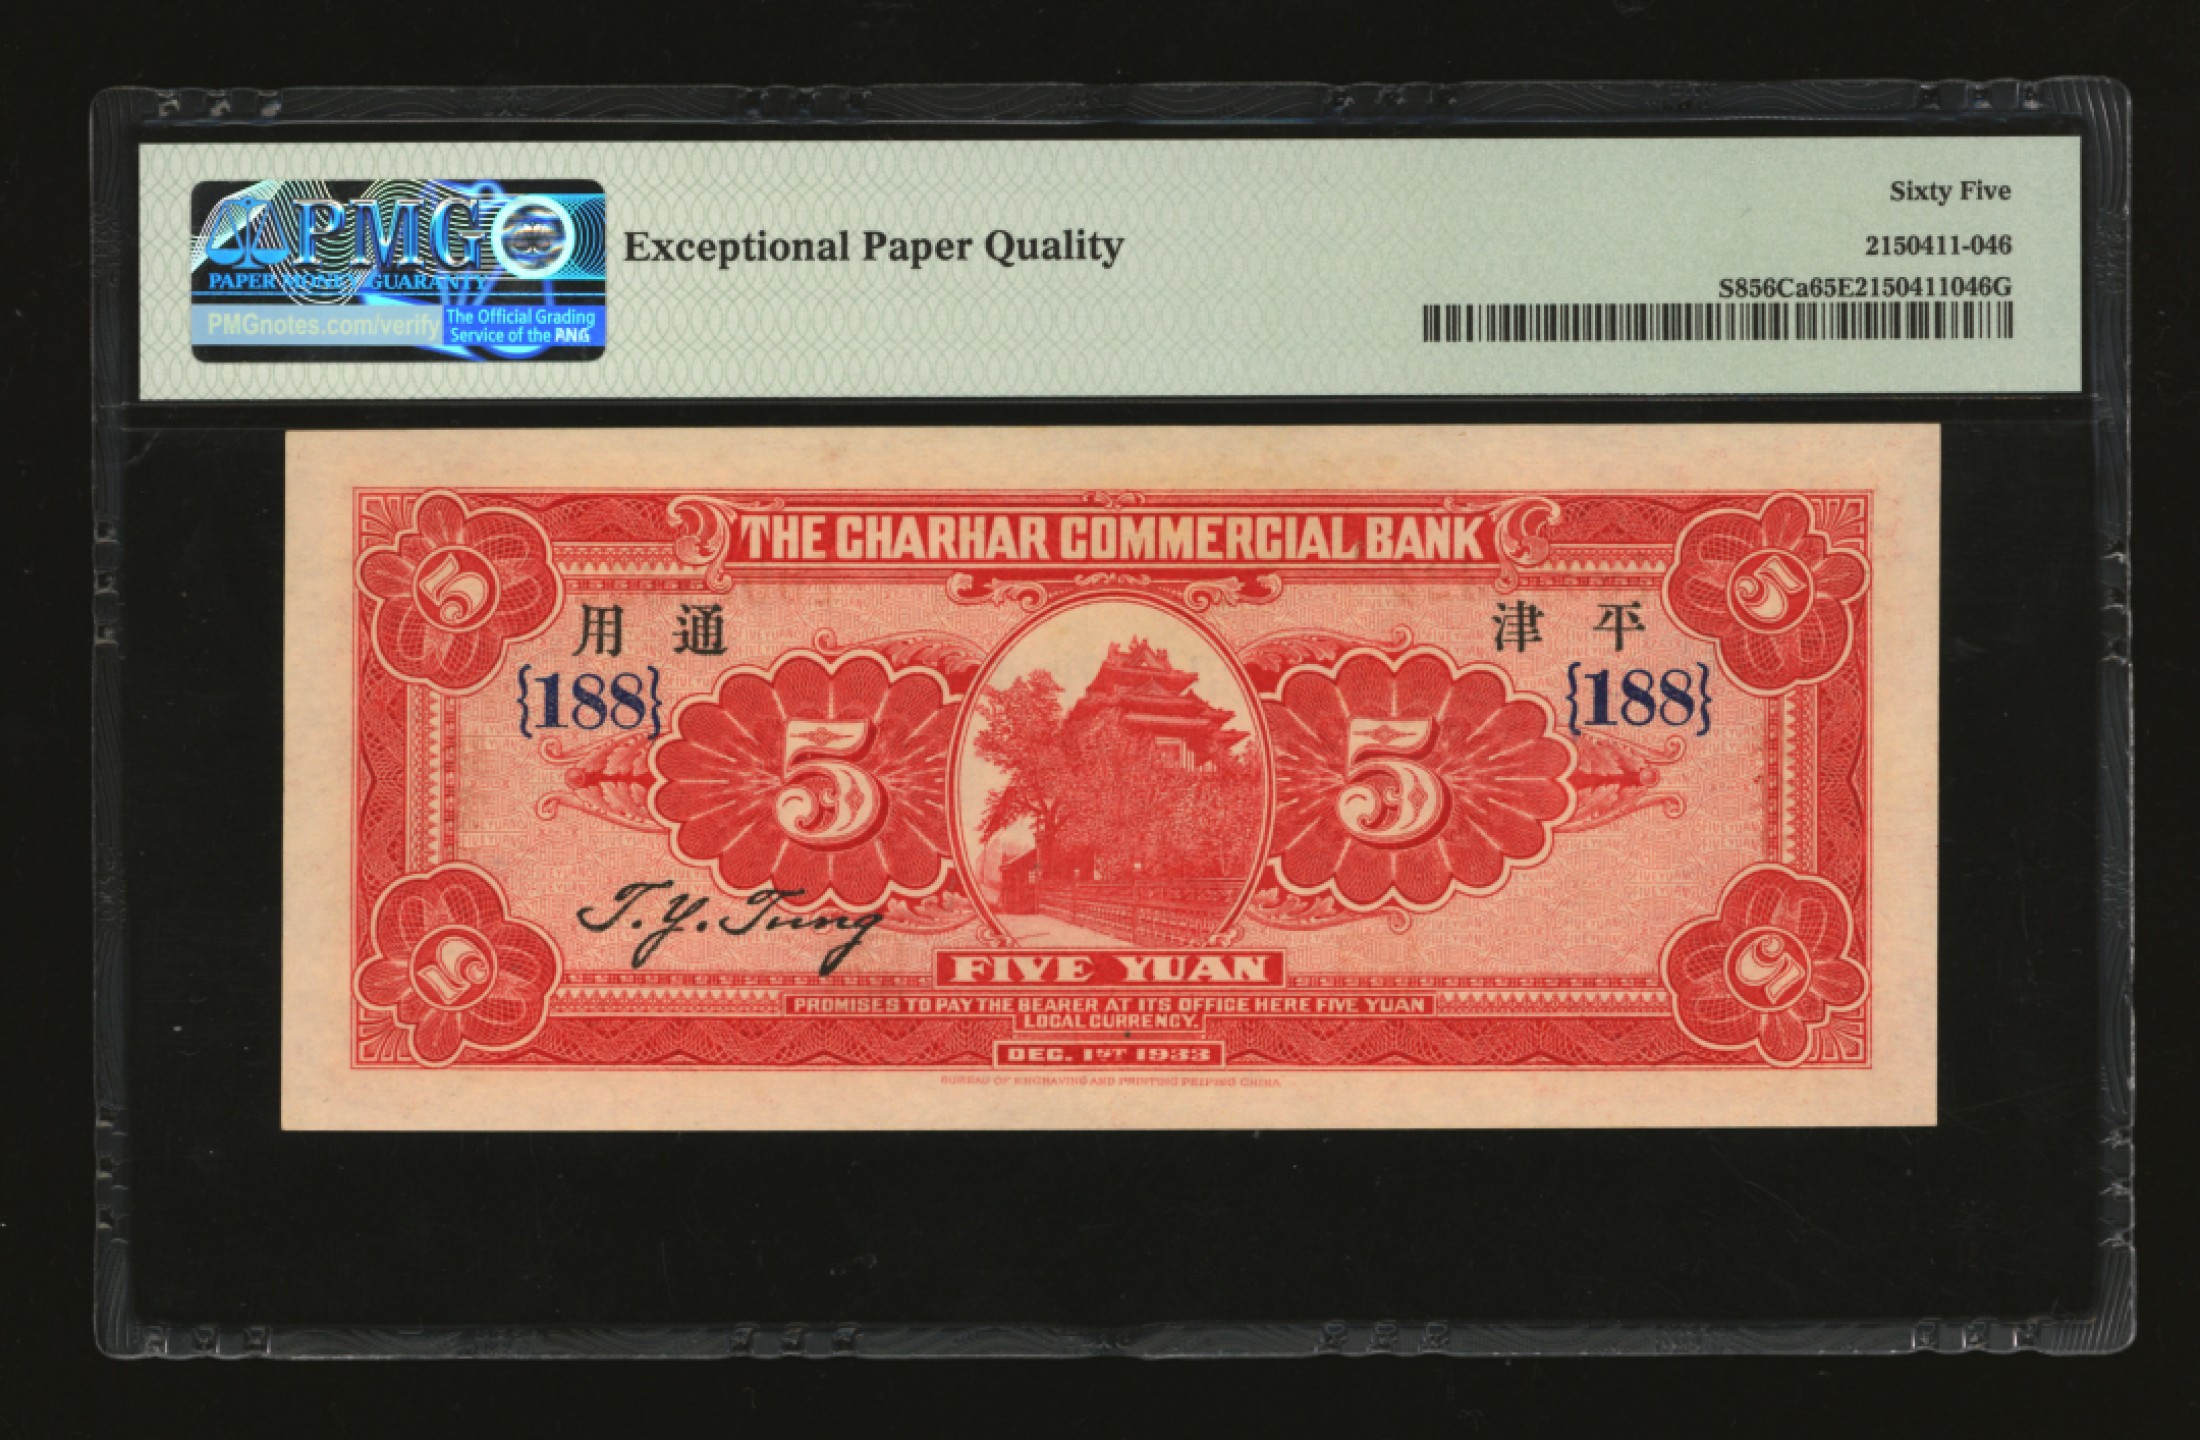 PMG
PAPER MONEY GUARANTY
PMGnotes.com/verify
The Official Grading
Service of the PNG
Exceptional Paper Quality
Sixty Five
2150411-046
S856Ca65E2150411046G
THE CHARHAR COMMERCIAL BANK
5 5
用 通 津 平
{188} {188}
5 5
T. Y. Tung
FIVE YUAN
5 5
PROMISES TO PAY THE BEARER AT ITS OFFICE HERE FIVE YUAN
LOCAL CURRENCY.
DEC. 1ST 1933
BUREAU OF ENGRAVING AND PRINTING PEIPING CHINA